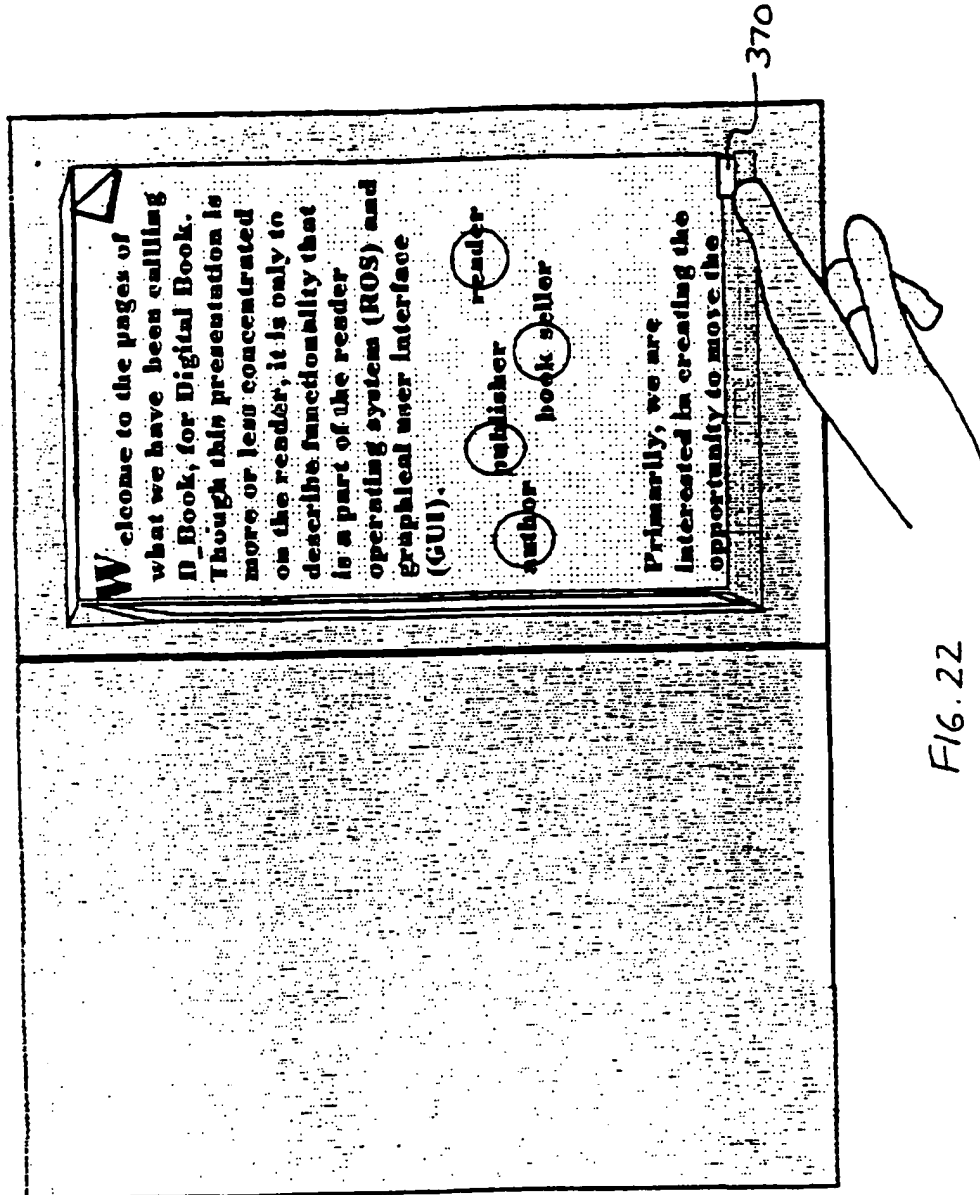 Welcome to the pages of
what we have been calling
D_Book, for Digital Book.
Though this presentation is
more or less concentrated
on the reader, it is only to
describe functionality that
is a part of the reader
operating system (ROS) and
graphical user interface
(GUI).
author
publisher
book seller
reader
Primarily, we are
interested in creating the
opportunity to move the
370
FIG. 22